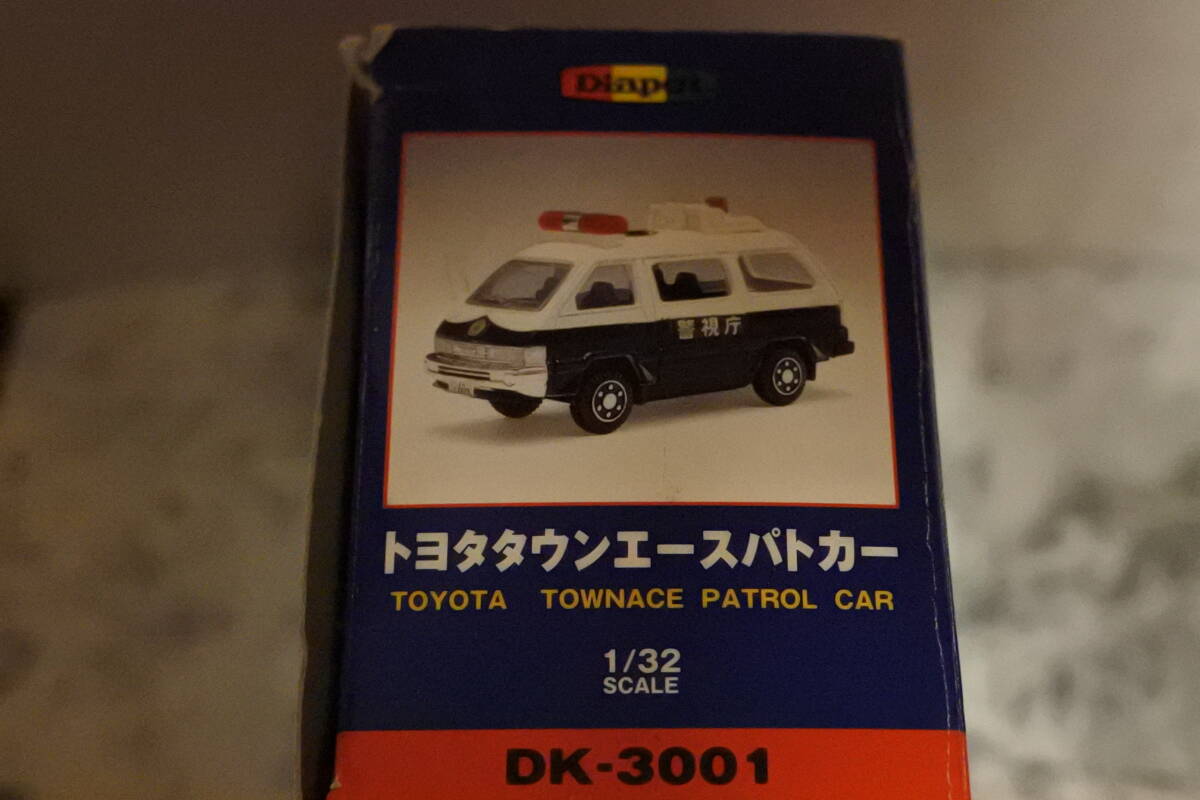 Diapet
警視庁
トヨタタウンエースパトカー
TOYOTA TOWNACE PATROL CAR
1/32
SCALE
DK-3001